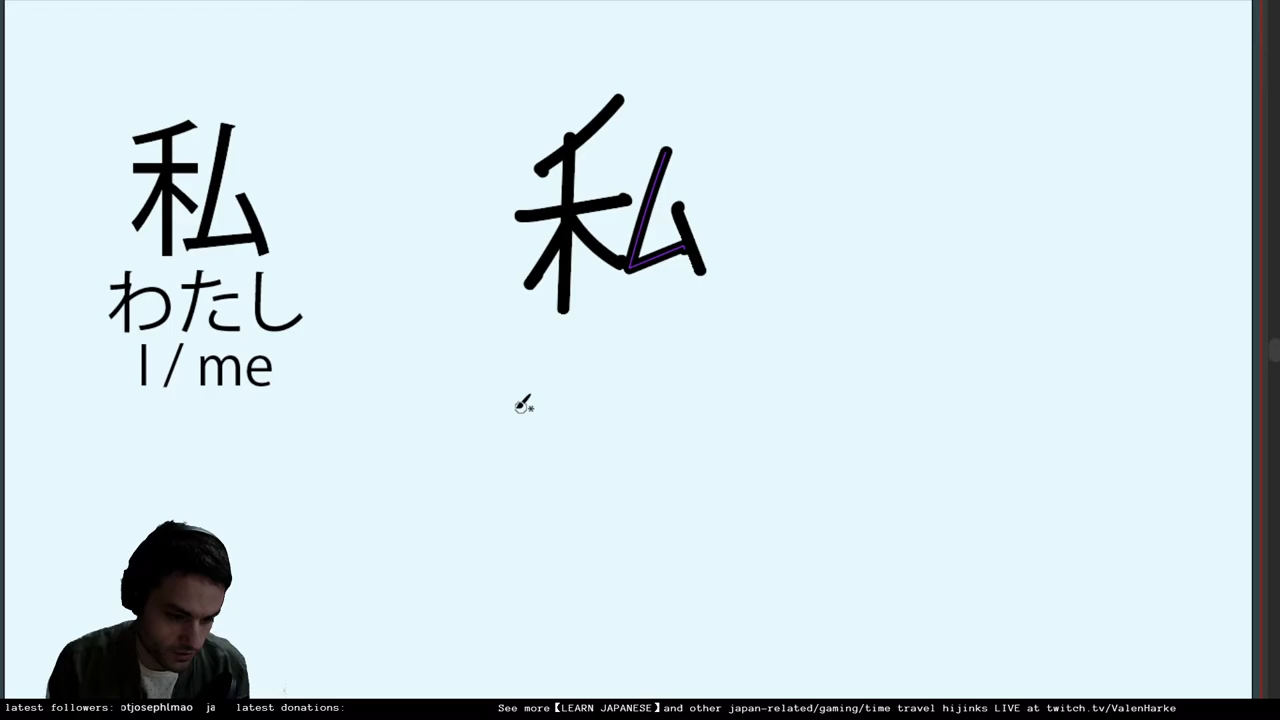 私
わたし
I / me
私
latest followers: otjosephlmao ja latest donations: See more【LEARN JAPANESE】and other japan-related/gaming/time travel hijinks LIVE at twitch.tv/ValenHarke